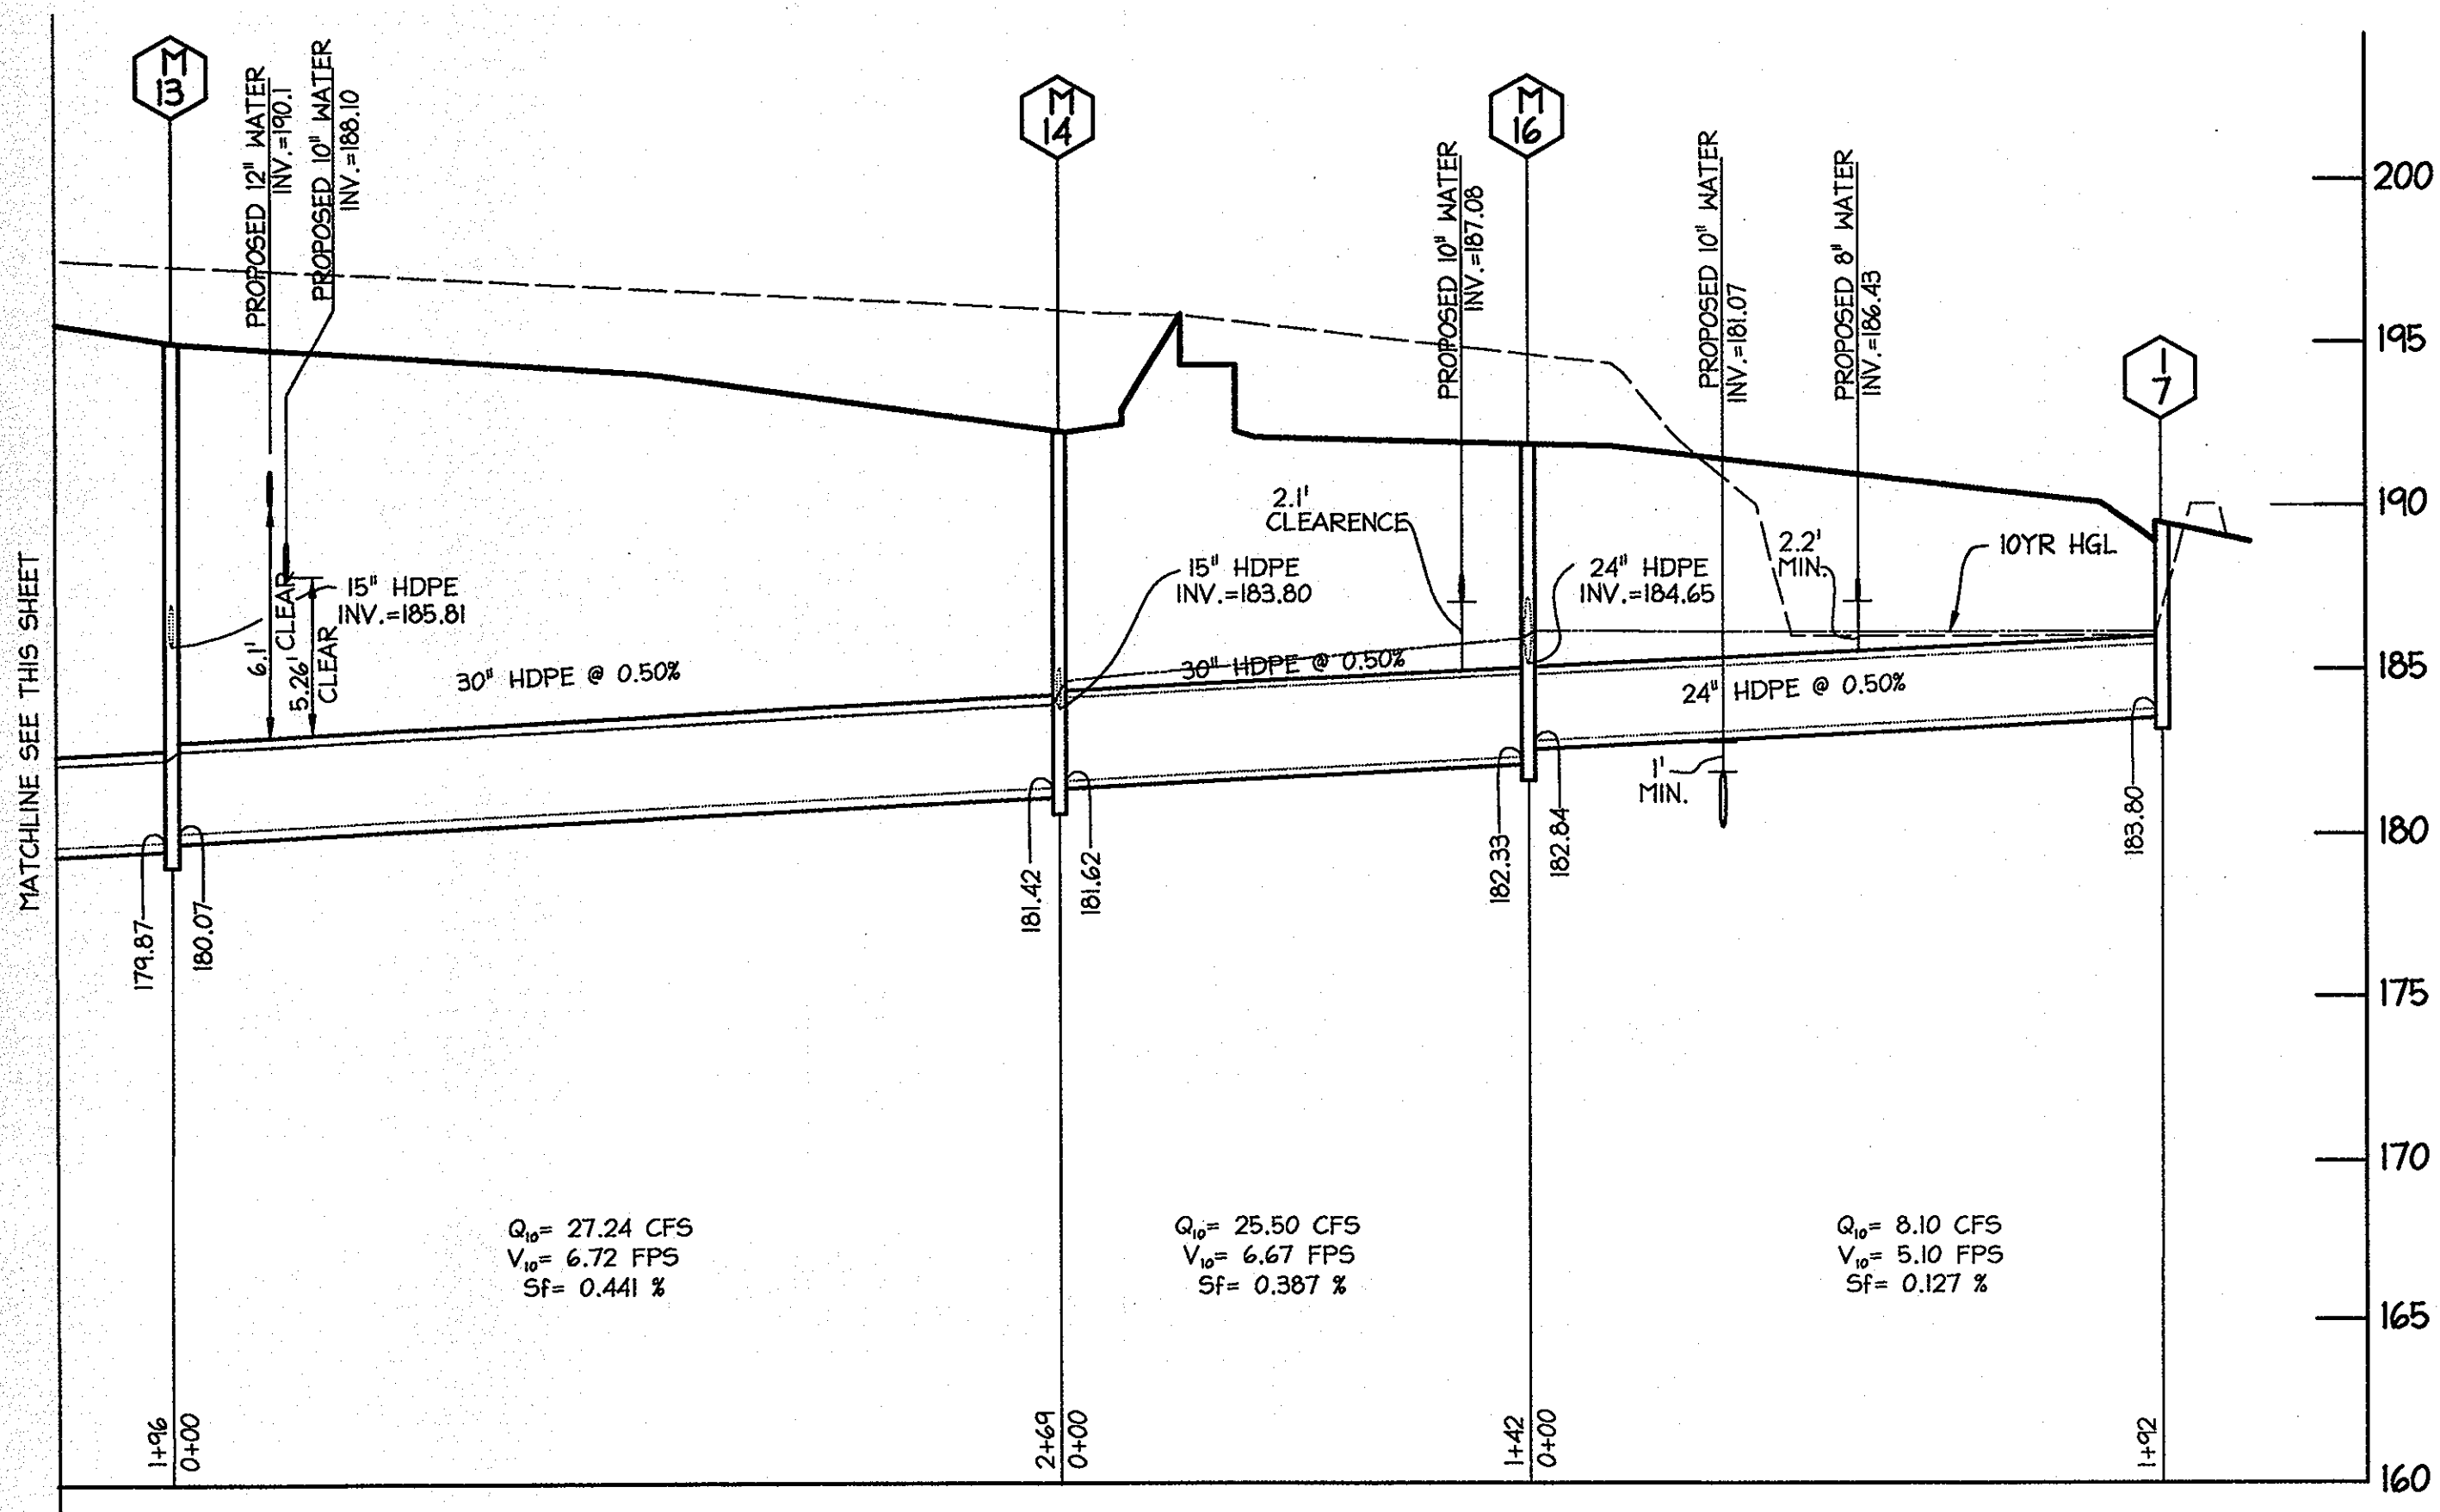 M
13
PROPOSED 12" WATER
INV.=190.1
PROPOSED 10" WATER
INV.=188.10
M
14
PROPOSED 10" WATER
INV.=187.08
M
16
PROPOSED 10" WATER
INV.=181.07
PROPOSED 8" WATER
INV.=186.43
I
7
200
195
190
185
180
175
170
165
160
MATCHLINE SEE THIS SHEET
6.1' CLEAR
5.26' CLEAR
15" HDPE
INV.=185.81
30" HDPE @ 0.50%
2.1'
CLEARENCE
15" HDPE
INV.=183.80
30" HDPE @ 0.50%
24" HDPE
INV.=184.65
2.2'
MIN.
10YR HGL
24" HDPE @ 0.50%
1'
MIN.
179.87
180.07
181.42
181.62
182.33
182.84
183.80
Q10= 27.24 CFS
V10= 6.72 FPS
Sf= 0.441 %
Q10= 25.50 CFS
V10= 6.67 FPS
Sf= 0.387 %
Q10= 8.10 CFS
V10= 5.10 FPS
Sf= 0.127 %
1+96
0+00
2+69
0+00
1+42
0+00
1+92